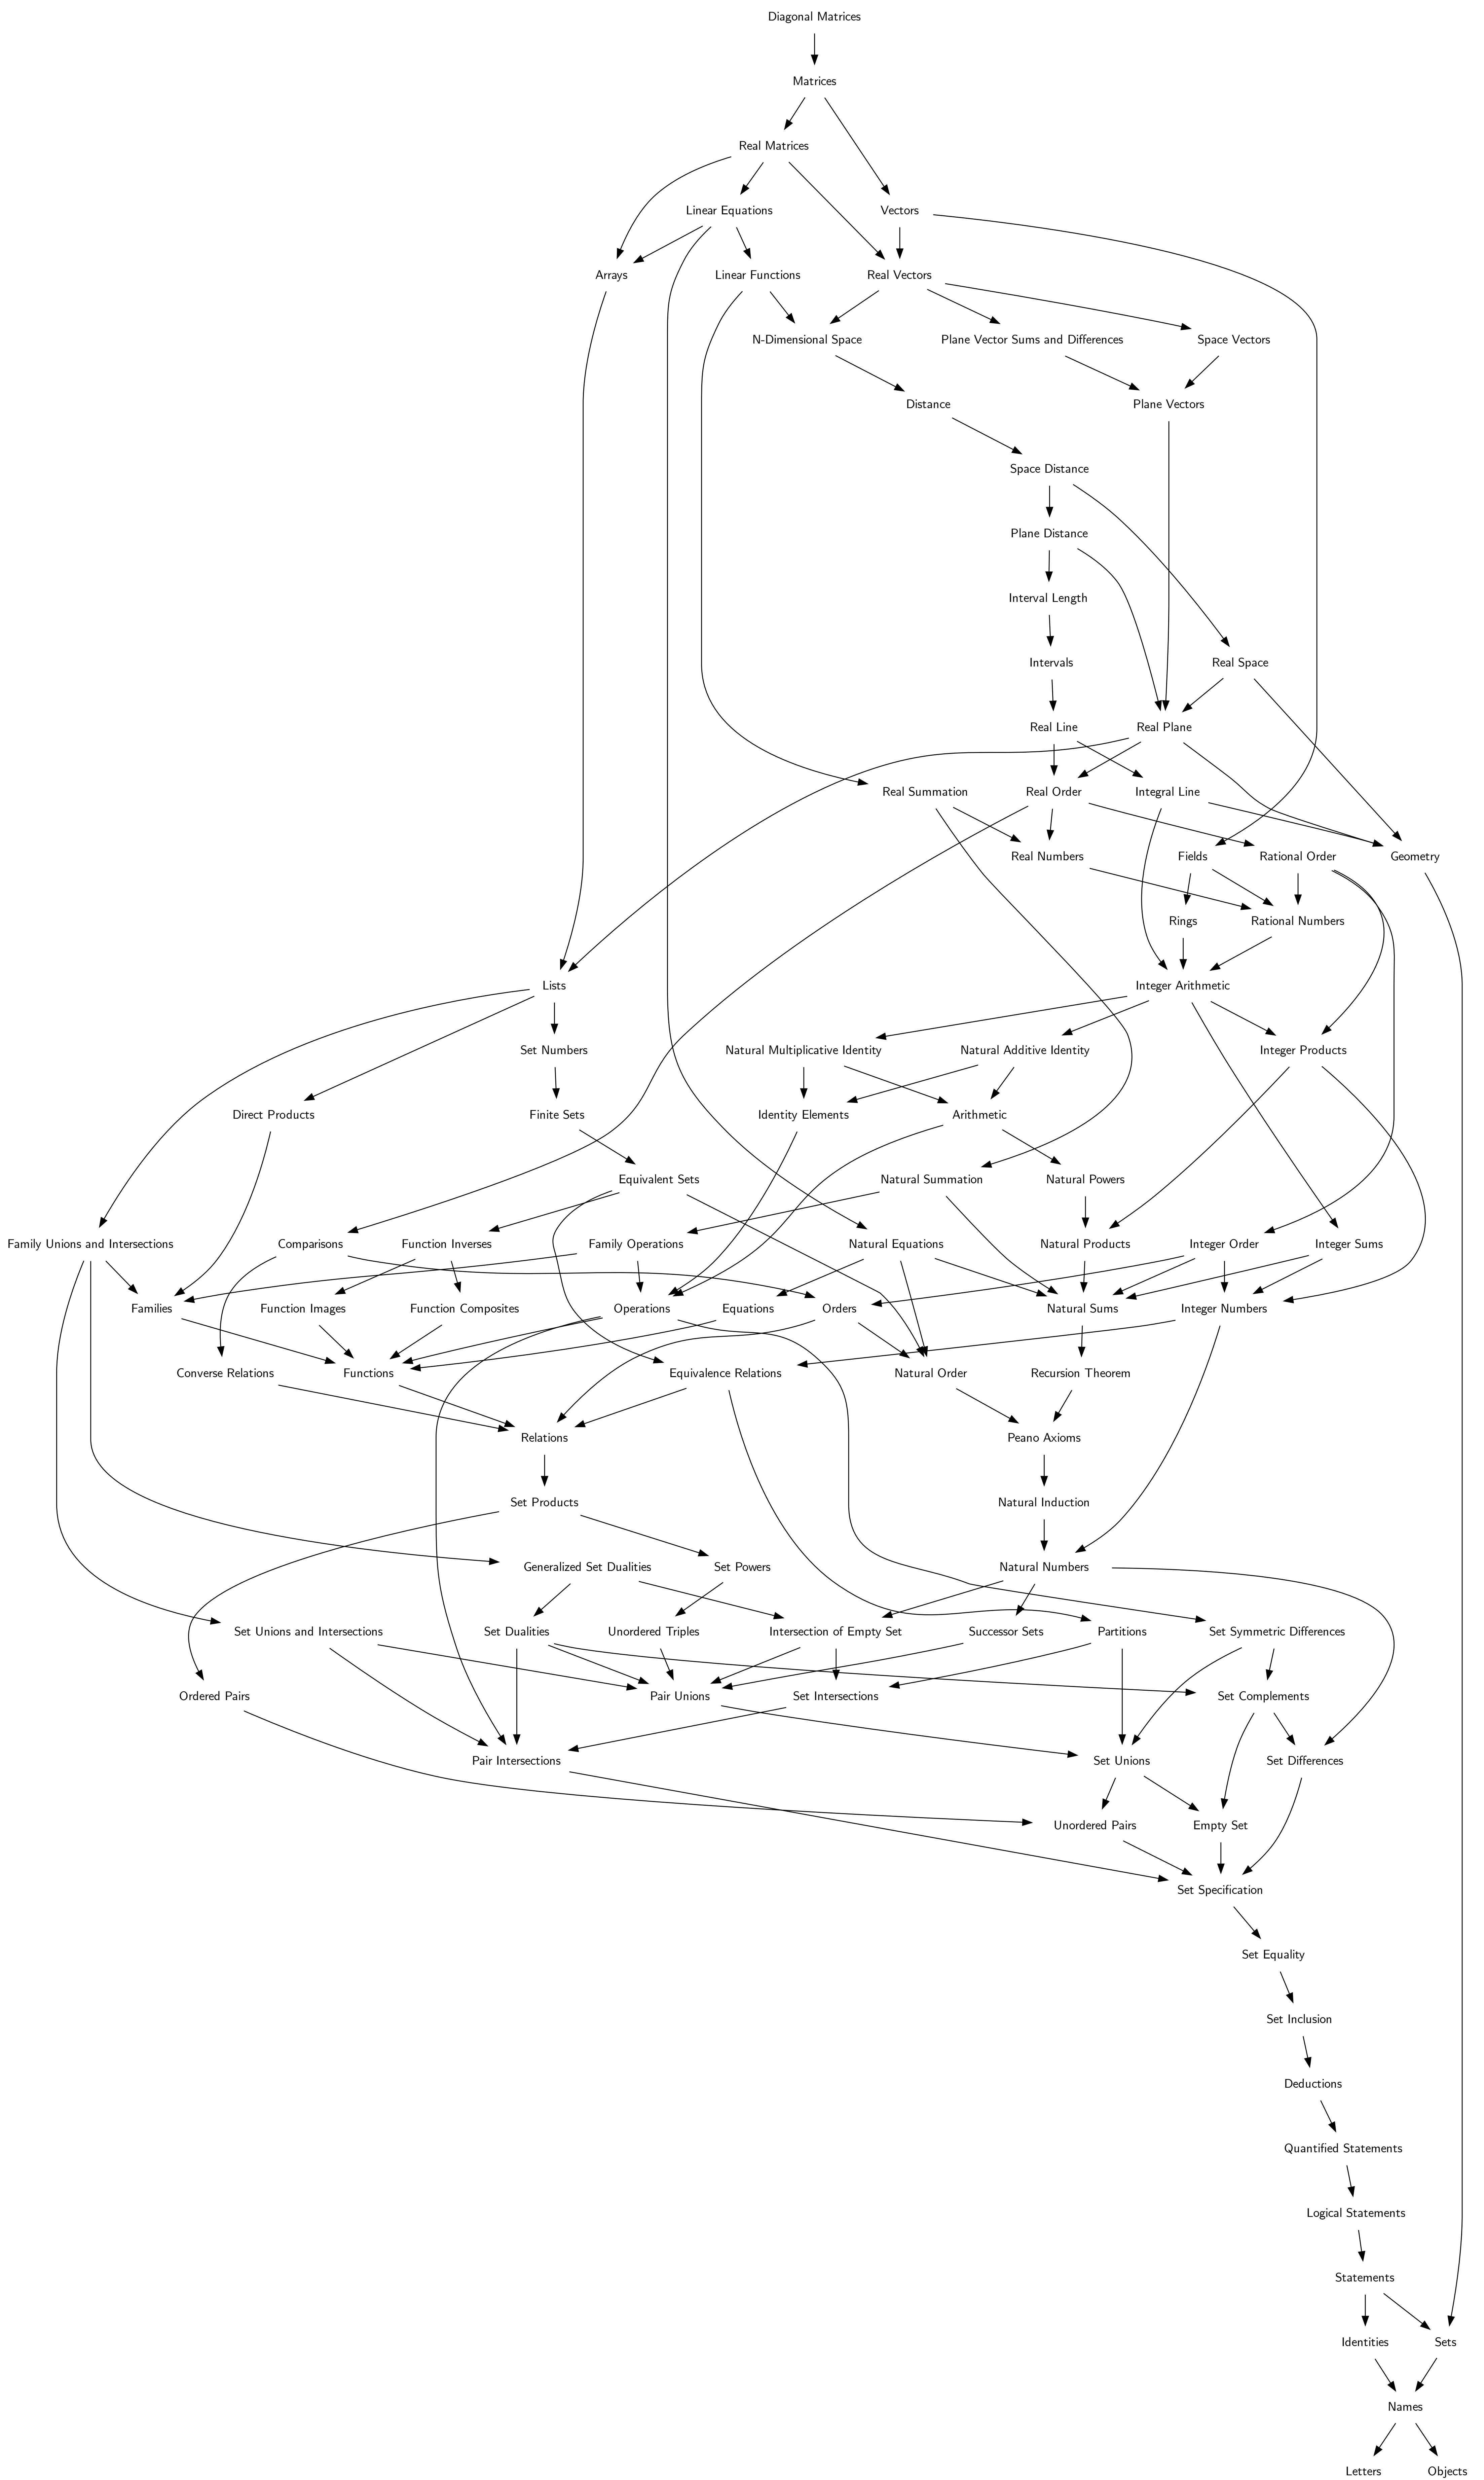 Diagonal Matrices
Matrices
Real Matrices
Linear Equations
Vectors
Arrays
Linear Functions
Real Vectors
N-Dimensional Space
Plane Vector Sums and Differences
Space Vectors
Distance
Plane Vectors
Space Distance
Plane Distance
Interval Length
Intervals
Real Space
Real Line
Real Plane
Real Summation
Real Order
Integral Line
Real Numbers
Fields
Rational Order
Geometry
Rings
Rational Numbers
Lists
Integer Arithmetic
Set Numbers
Natural Multiplicative Identity
Natural Additive Identity
Integer Products
Direct Products
Finite Sets
Identity Elements
Arithmetic
Equivalent Sets
Natural Summation
Natural Powers
Family Unions and Intersections
Comparisons
Function Inverses
Family Operations
Natural Equations
Natural Products
Integer Order
Integer Sums
Families
Function Images
Function Composites
Operations
Equations
Orders
Natural Sums
Integer Numbers
Converse Relations
Functions
Equivalence Relations
Natural Order
Recursion Theorem
Relations
Peano Axioms
Set Products
Natural Induction
Generalized Set Dualities
Set Powers
Natural Numbers
Set Unions and Intersections
Set Dualities
Unordered Triples
Intersection of Empty Set
Successor Sets
Partitions
Set Symmetric Differences
Ordered Pairs
Pair Unions
Set Intersections
Set Complements
Pair Intersections
Set Unions
Set Differences
Unordered Pairs
Empty Set
Set Specification
Set Equality
Set Inclusion
Deductions
Quantified Statements
Logical Statements
Statements
Identities
Sets
Names
Letters
Objects